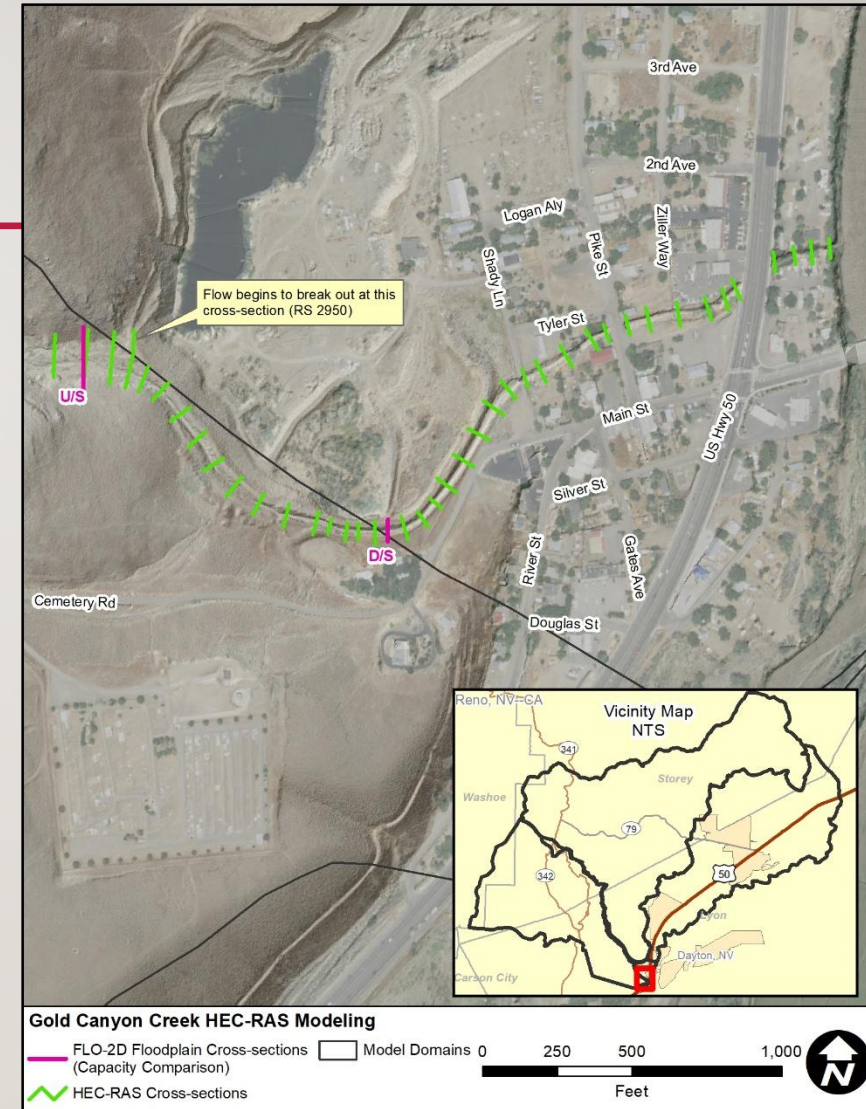 3rd Ave
2nd Ave
Logan Aly
Pike St
Ziller Way
Shady Ln
Flow begins to break out at this
cross-section (RS 2950)
Tyler St
U/S
Main St
US Hwy 50
Silver St
D/S
River St
Gates Ave
Cemetery Rd
Douglas St
Reno, NV--CA
Vicinity Map
NTS
341
Storey
Washoe
79
342
50
Lyon
Dayton, NV
Carson City
Gold Canyon Creek HEC-RAS Modeling
FLO-2D Floodplain Cross-sections
(Capacity Comparison)
Model Domains
HEC-RAS Cross-sections
0 250 500 1,000
Feet
N